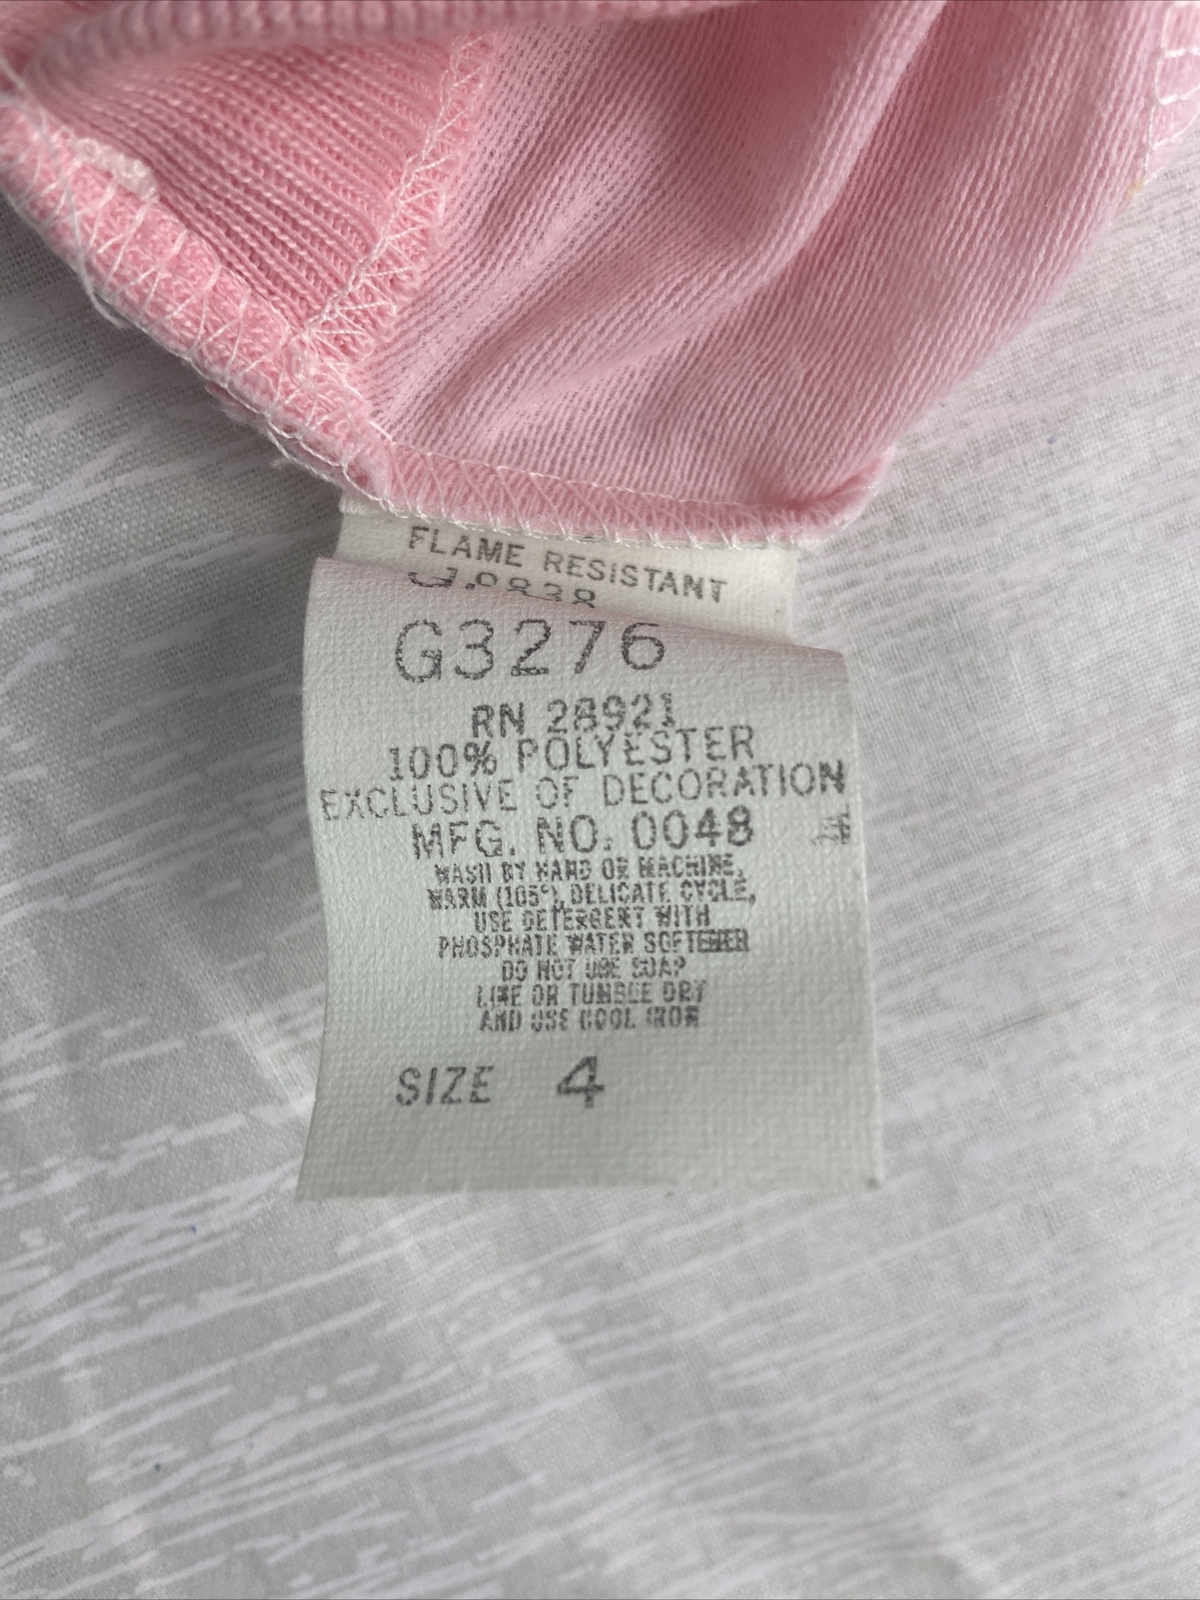 FLAME RESISTANT
G3276
RN 28921
100% POLYESTER
EXCLUSIVE OF DECORATION
MFG. NO. 0048
WASH BY HAND OR MACHINE,
WARM (105°), DELICATE CYCLE,
USE DETERGENT WITH
PHOSPHATE WATER SOFTENER
DO NOT USE SOAP
LINE OR TUMBLE DRY
AND USE COOL IRON
SIZE 4